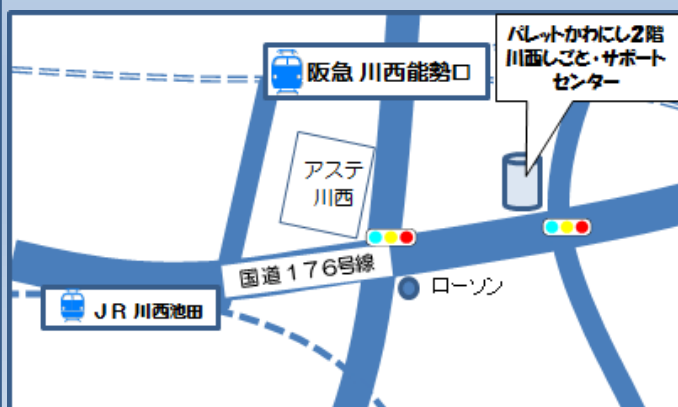 パレットかわにし2階
川西しごと・サポート
センター
阪急 川西能勢口
アステ
川西
国道176号線
ローソン
JR 川西池田